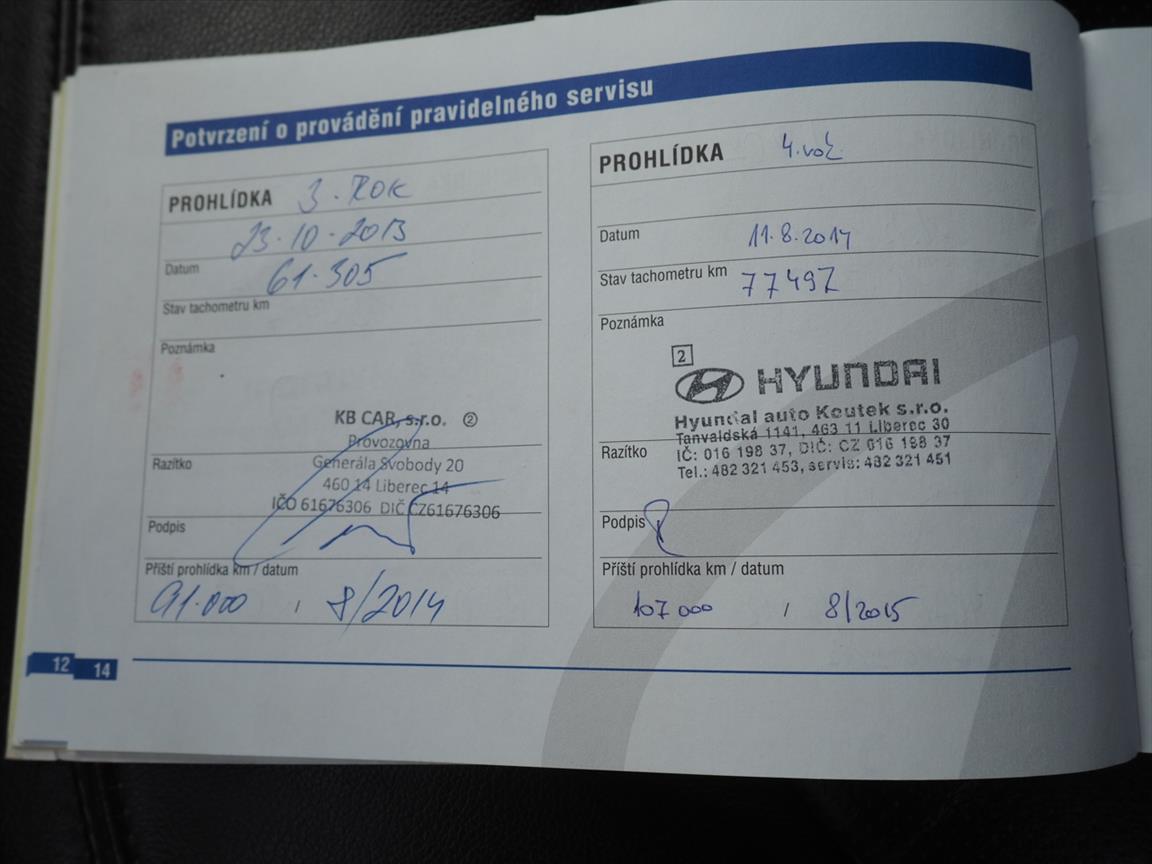 Potvrzení o provádění pravidelného servisu
PROHLÍDKA 3. ROK
23.10.2013
Datum
61.305
Stav tachometru km
Poznámka
KB CAR, s.r.o. ②
Provozovna
Razítko
Generála Svobody 20
460 14 Liberec 14
IČO 61676306 DIČ CZ61676306
Podpis
Příští prohlídka km / datum
91.000 / 8/2014
PROHLÍDKA 4. rok
Datum 11.8.2014
Stav tachometru km 77492
Poznámka
2
HYUNDAI
Hyundai auto Koutek s.r.o.
Tanvaldská 1141, 463 11 Liberec 30
Razítko
IČ: 016 198 37, DIČ: CZ 016 198 37
Tel.: 482 321 453, servis: 482 321 451
Podpis
Příští prohlídka km / datum
107 000 / 8/2015
12
14